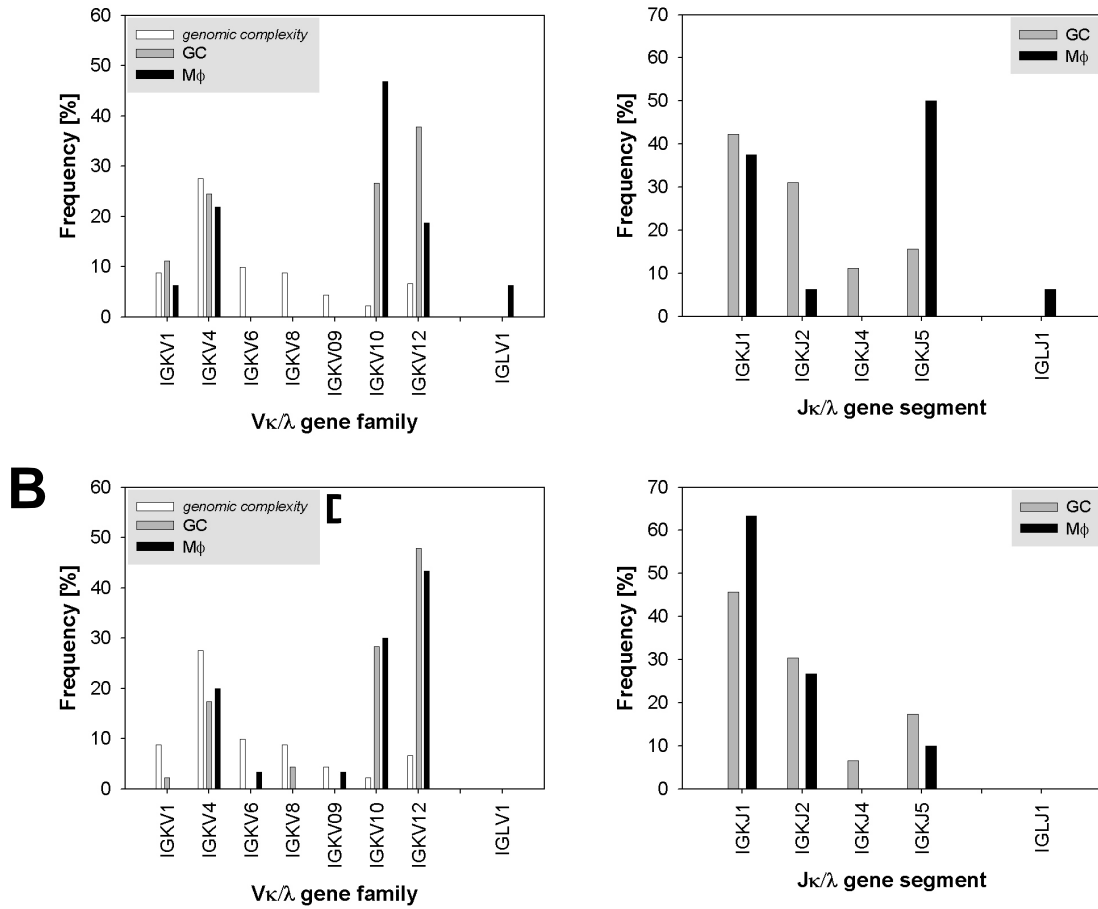 60
50
40
30
20
10
0
Frequency [%]
genomic complexity
GC
Mϕ
IGKV1
IGKV4
IGKV6
IGKV8
IGKV09
IGKV10
IGKV12
IGLV1
Vκ/λ gene family
70
60
50
40
30
20
10
0
Frequency [%]
GC
Mϕ
IGKJ1
IGKJ2
IGKJ4
IGKJ5
IGLJ1
Jκ/λ gene segment
B
60
50
40
30
20
10
0
Frequency [%]
genomic complexity
GC
Mϕ
IGKV1
IGKV4
IGKV6
IGKV8
IGKV09
IGKV10
IGKV12
IGLV1
Vκ/λ gene family
70
60
50
40
30
20
10
0
Frequency [%]
GC
Mϕ
IGKJ1
IGKJ2
IGKJ4
IGKJ5
IGLJ1
Jκ/λ gene segment